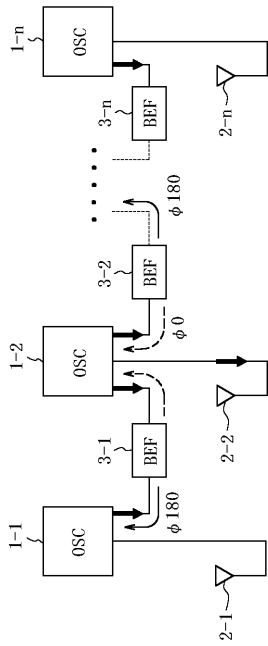 1-1
1-2
1-n
OSC
OSC
OSC
3-1
3-2
3-n
BEF
BEF
BEF
φ180
φ0
φ180
2-1
2-2
2-n